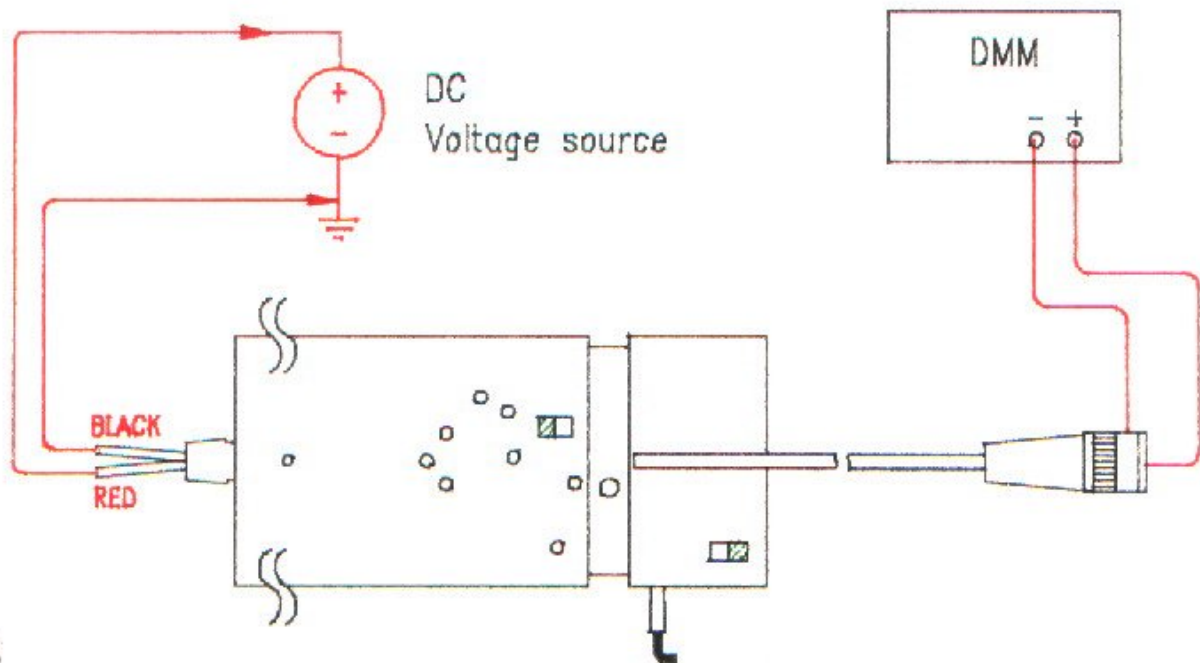 DC
Voltage source
DMM
- +
+
-
BLACK
RED